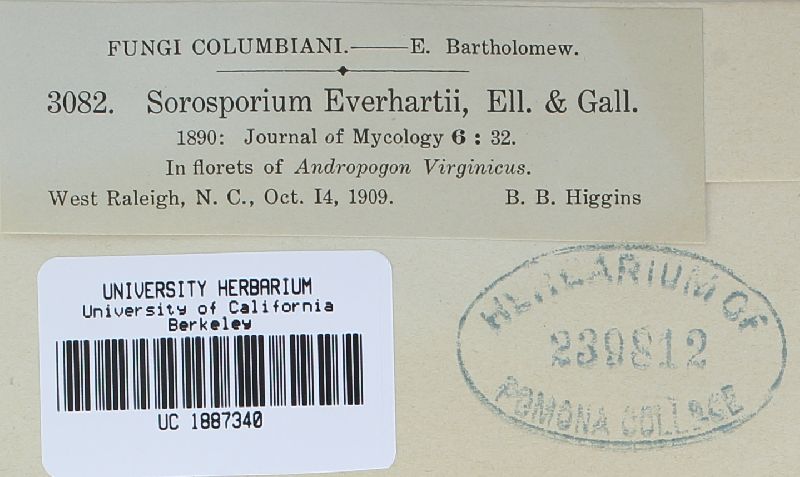 FUNGI COLUMBIANI.——E. Bartholomew.
3082. Sorosporium Everhartii, Ell. & Gall.
1890: Journal of Mycology 6 : 32.
In florets of Andropogon Virginicus.
West Raleigh, N. C., Oct. 14, 1909. B. B. Higgins
UNIVERSITY HERBARIUM
University of California
Berkeley
UC 1887340
HERBARIUM OF
239812
POMONA COLLEGE